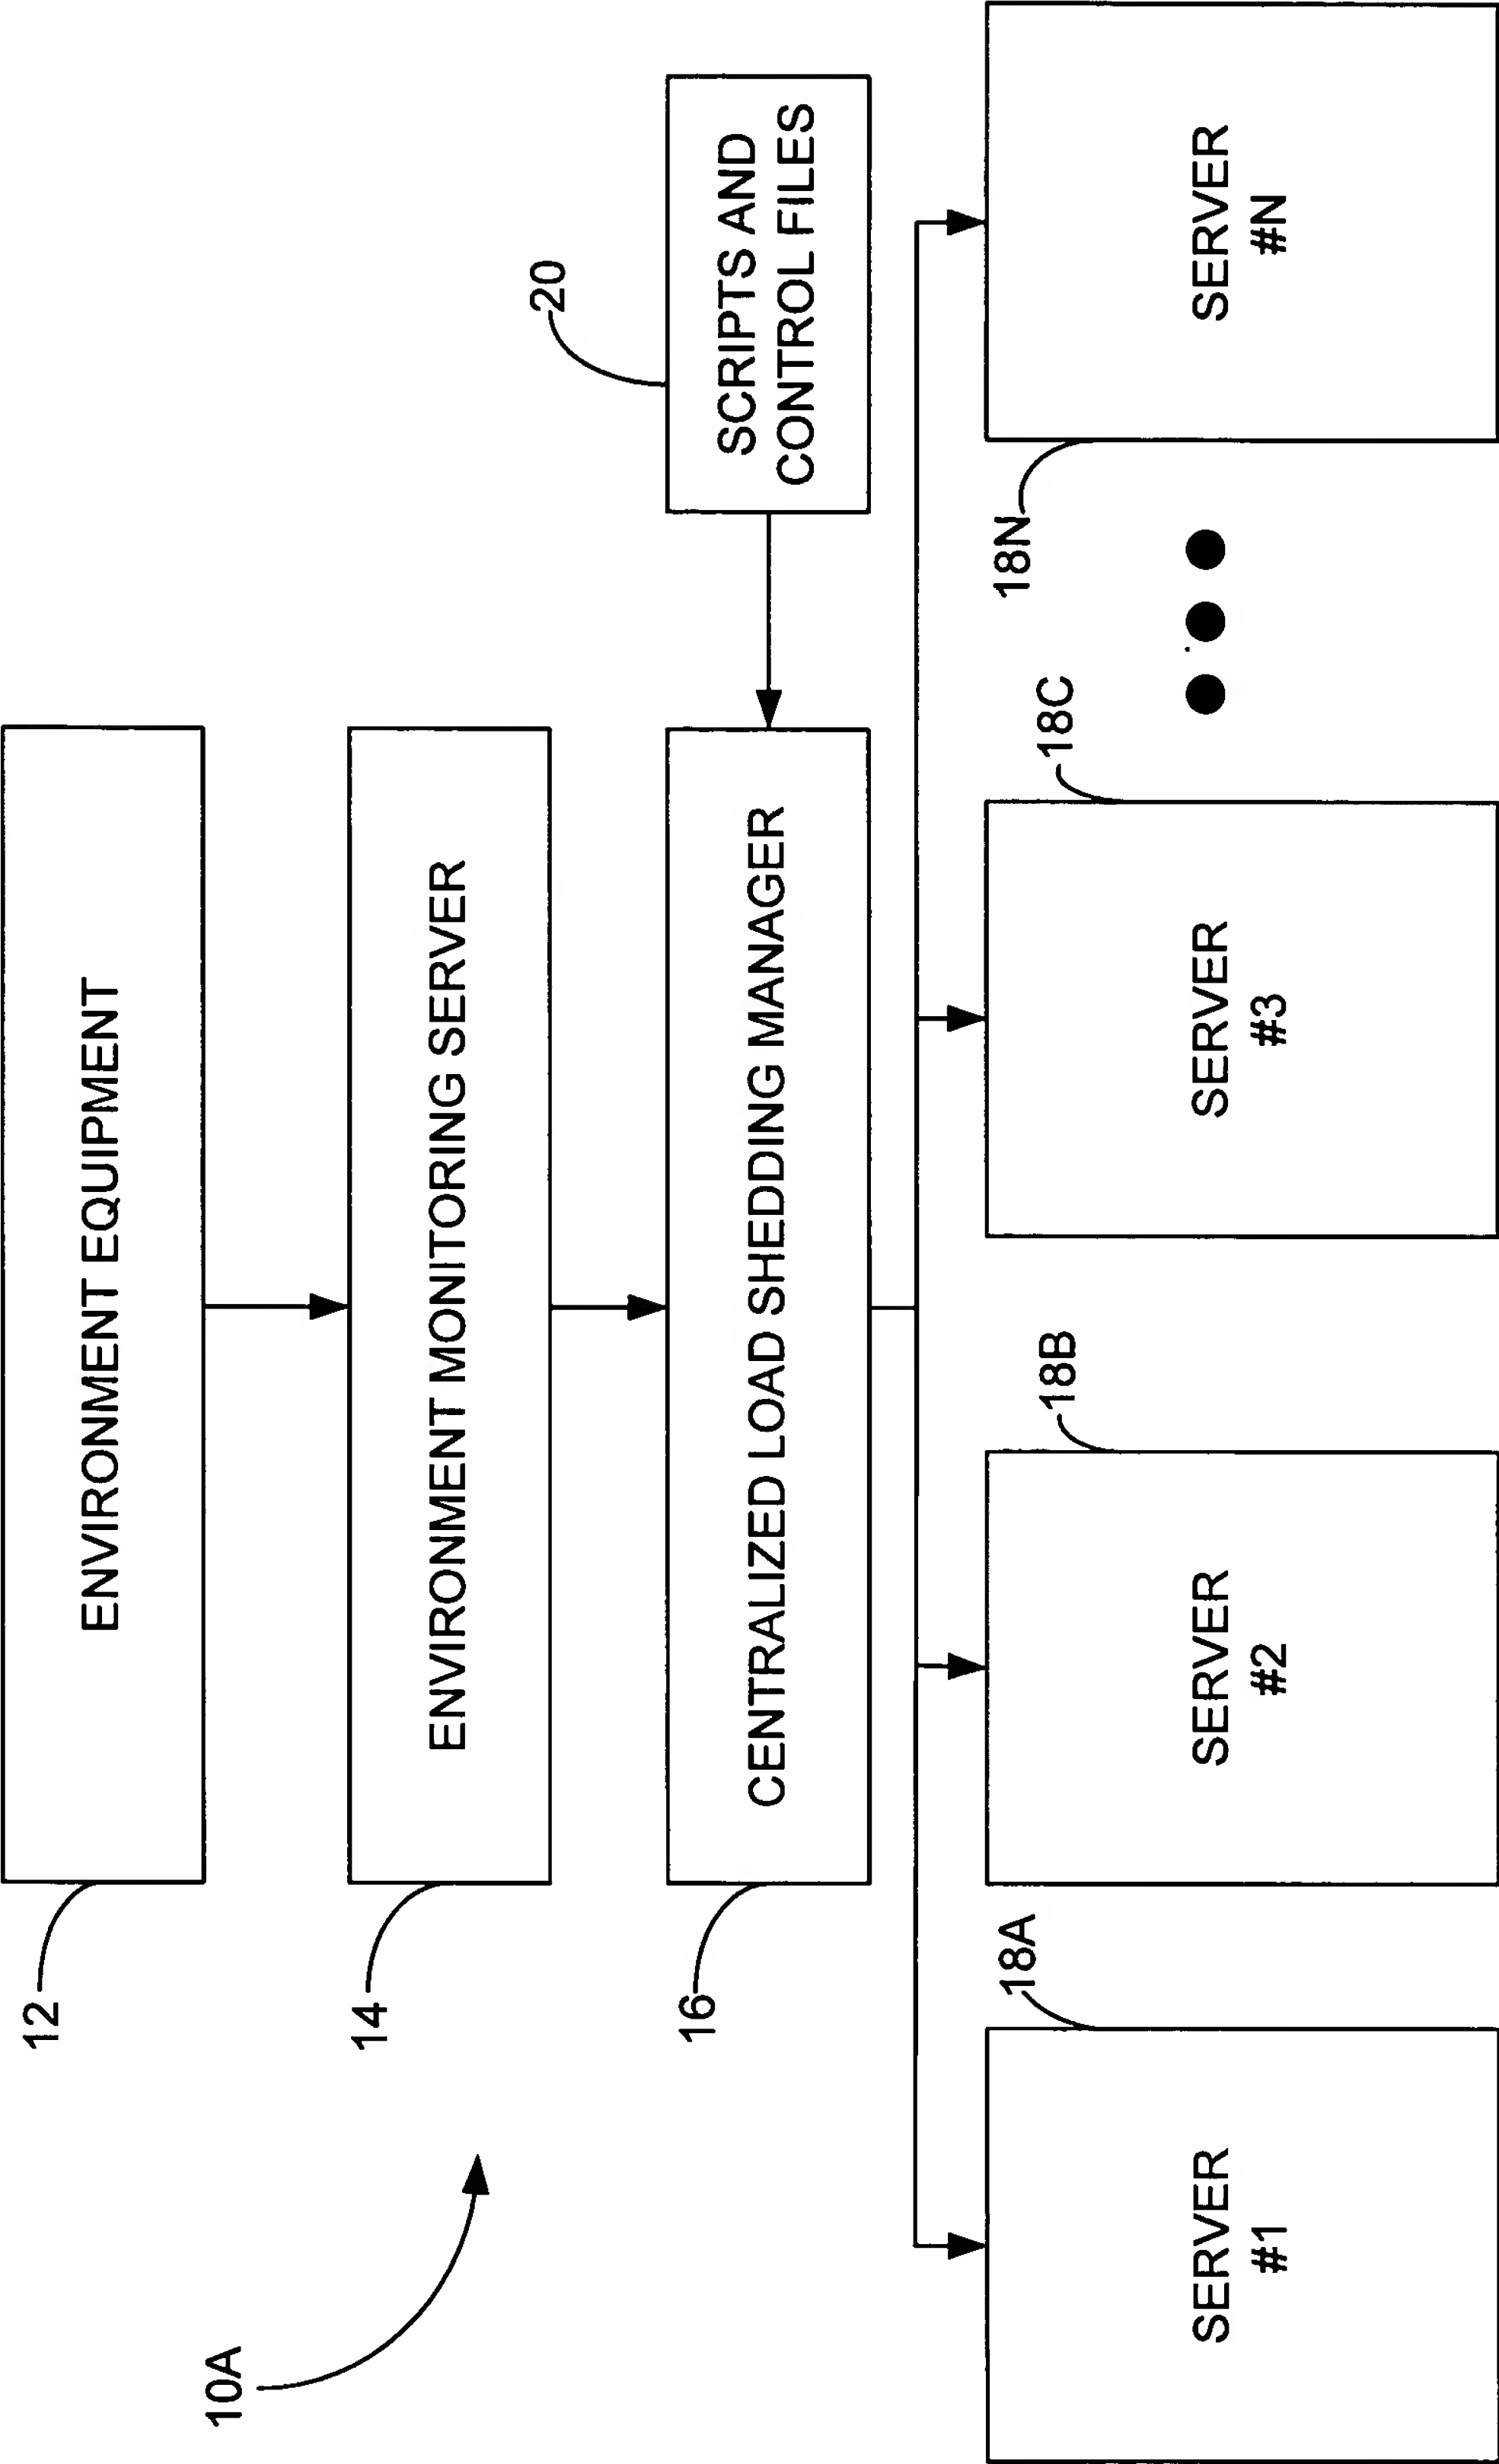 10A
12
ENVIRONMENT EQUIPMENT
14
ENVIRONMENT MONITORING SERVER
20
16
CENTRALIZED LOAD SHEDDING MANAGER
SCRIPTS AND
CONTROL FILES
18A
18B
18C
18N
SERVER
#1
SERVER
#2
SERVER
#3
SERVER
#N